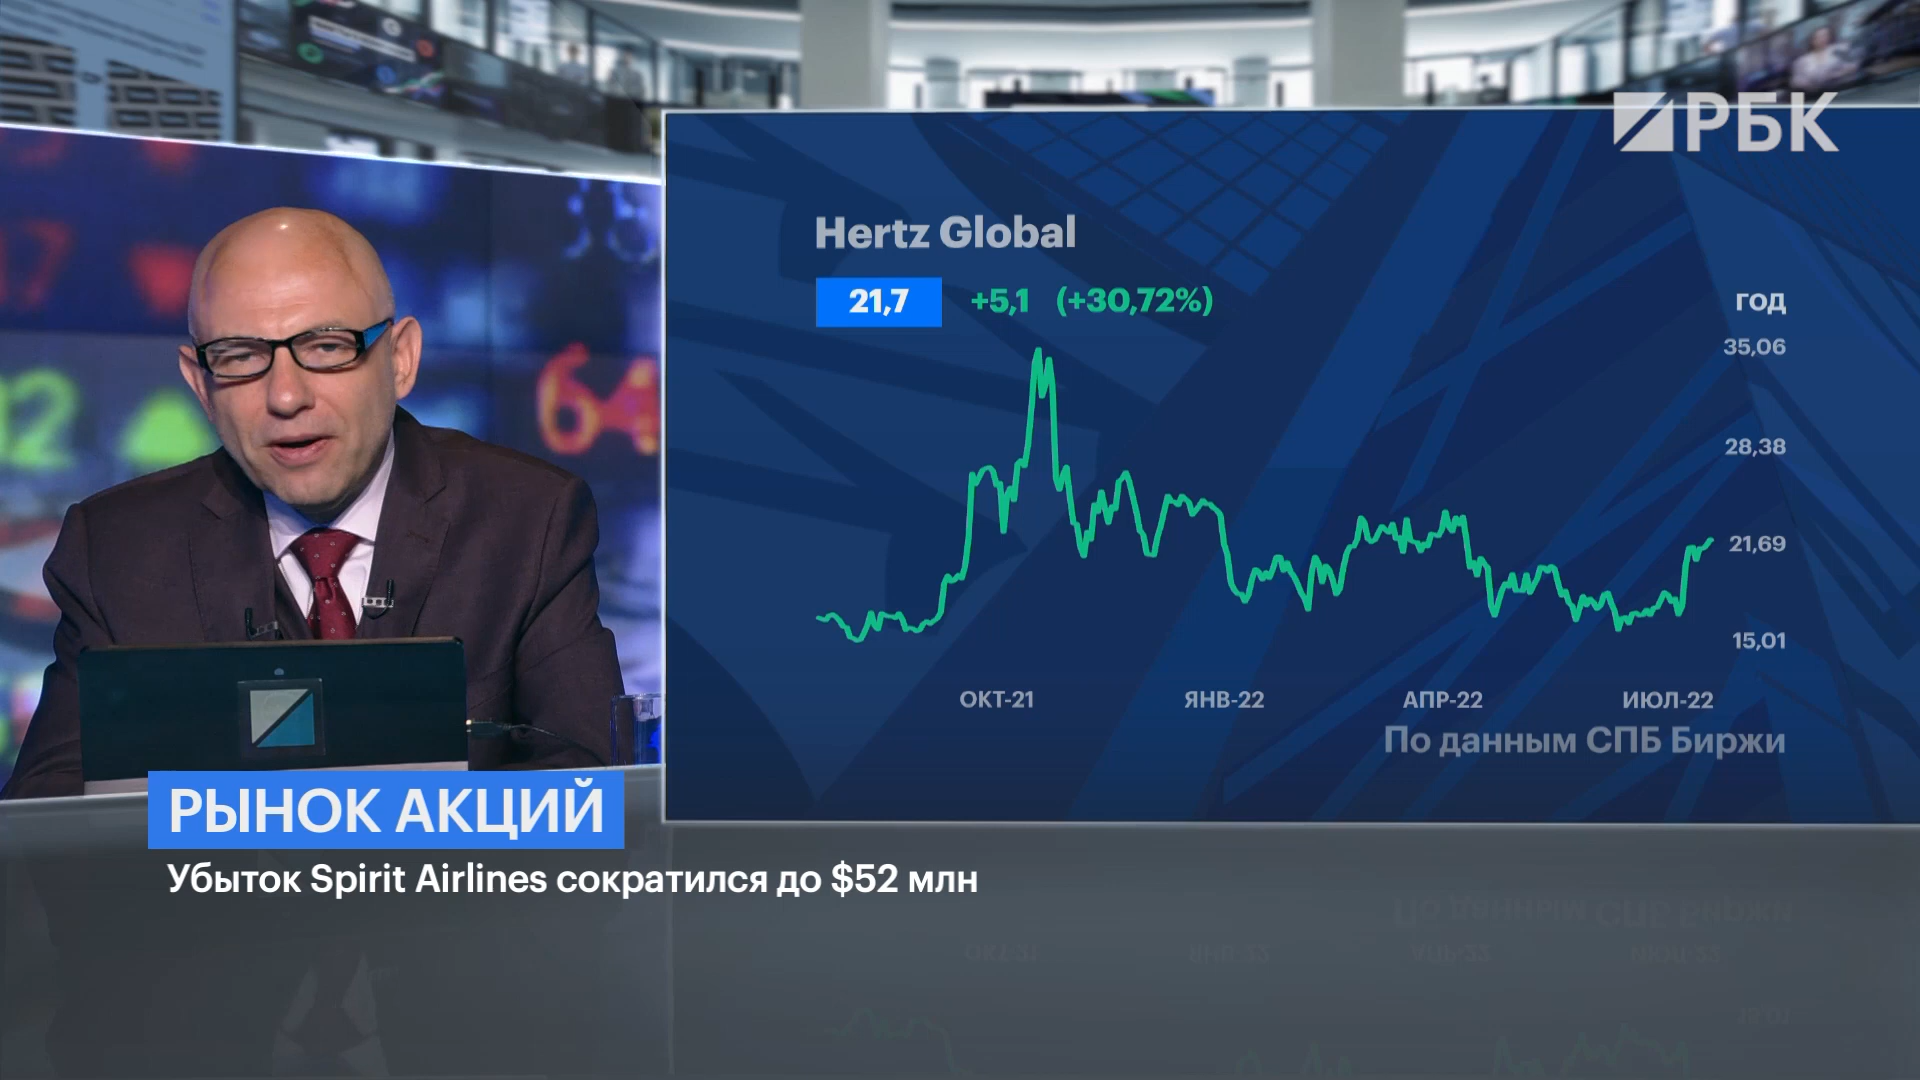 РБК
Hertz Global
21,7 +5,1 (+30,72%)
год
35,06
28,38
21,69
15,01
ОКТ-21 ЯНВ-22 АПР-22 ИЮЛ-22
По данным СПБ Биржи
12
64
РЫНОК АКЦИЙ
Убыток Spirit Airlines сократился до $52 млн